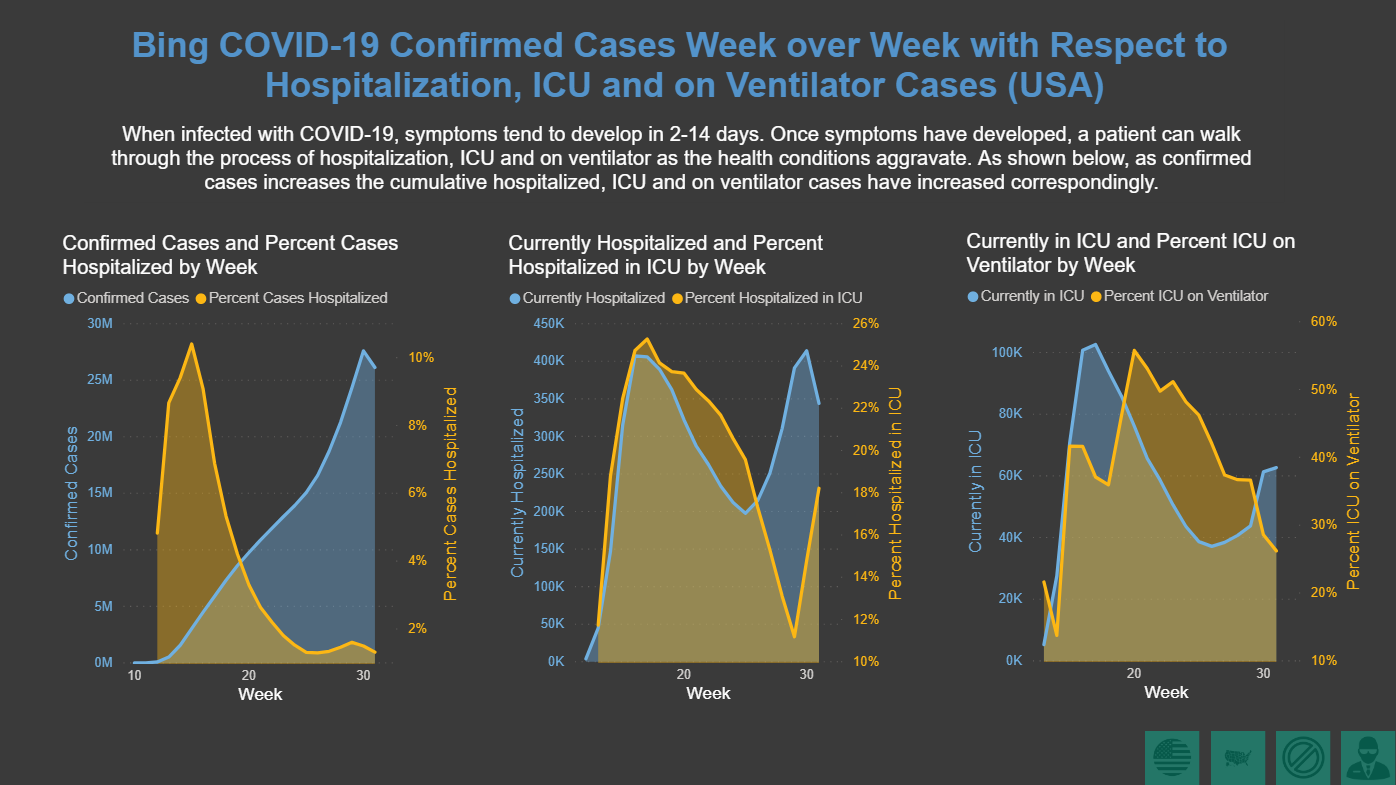 Bing COVID-19 Confirmed Cases Week over Week with Respect to
Hospitalization, ICU and on Ventilator Cases (USA)
When infected with COVID-19, symptoms tend to develop in 2-14 days. Once symptoms have developed, a patient can walk
through the process of hospitalization, ICU and on ventilator as the health conditions aggravate. As shown below, as confirmed
cases increases the cumulative hospitalized, ICU and on ventilator cases have increased correspondingly.
Confirmed Cases and Percent Cases
Hospitalized by Week
Confirmed Cases Percent Cases Hospitalized
30M
25M
20M
15M
10M
5M
0M
Confirmed Cases
10%
8%
6%
4%
2%
Percent Cases Hospitalized
10 20 30
Week
Currently Hospitalized and Percent
Hospitalized in ICU by Week
Currently Hospitalized Percent Hospitalized in ICU
450K
400K
350K
300K
250K
200K
150K
100K
50K
0K
Currently Hospitalized
26%
24%
22%
20%
18%
16%
14%
12%
10%
Percent Hospitalized in ICU
20 30
Week
Currently in ICU and Percent ICU on
Ventilator by Week
Currently in ICU Percent ICU on Ventilator
100K
80K
60K
40K
20K
0K
Currently in ICU
60%
50%
40%
30%
20%
10%
Percent ICU on Ventilator
20 30
Week